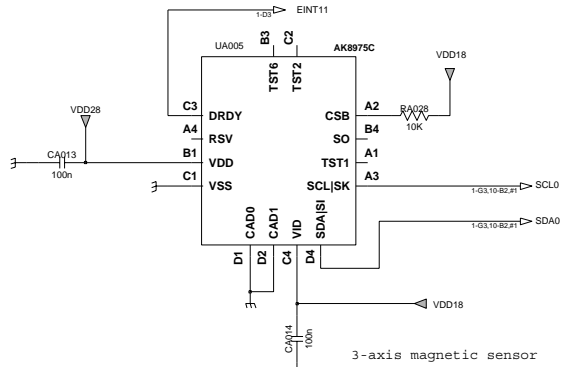 1-D3
EINT11
UA005
B3
C2
AK8975C
TST6
TST2
VDD18
C3
DRDY
CSB
A2
RA028
10K
VDD28
A4
RSV
SO
B4
CA013
100n
B1
VDD
TST1
A1
C1
VSS
SCL|SK
A3
1-G3,10-B2,#1
SCL0
CAD0
CAD1
VID
SDA|SI
1-G3,10-B2,#1
SDA0
D1
D2
C4
D4
VDD18
CA014
100n
3-axis magnetic sensor